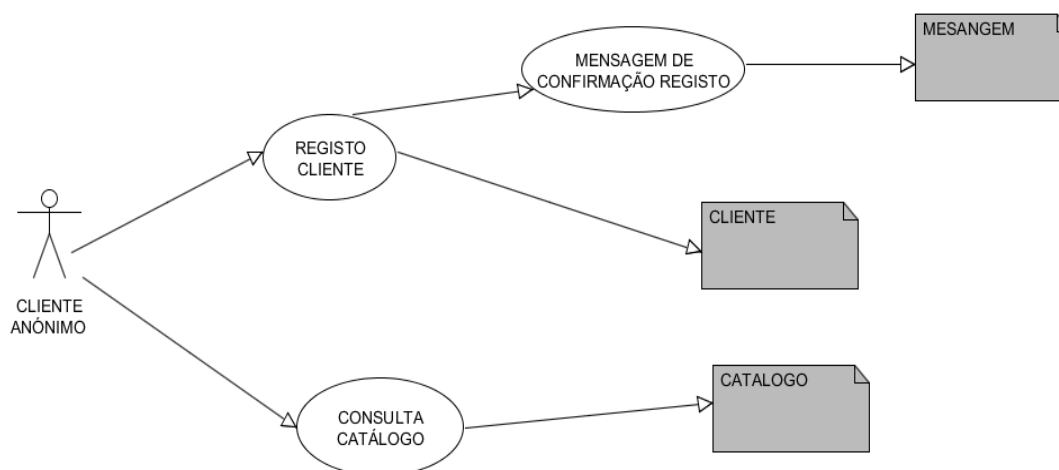 MESANGEM
MENSAGEM DE
CONFIRMAÇÃO REGISTO
REGISTO
CLIENTE
CLIENTE
CLIENTE
ANÓNIMO
CATALOGO
CONSULTA
CATÁLOGO